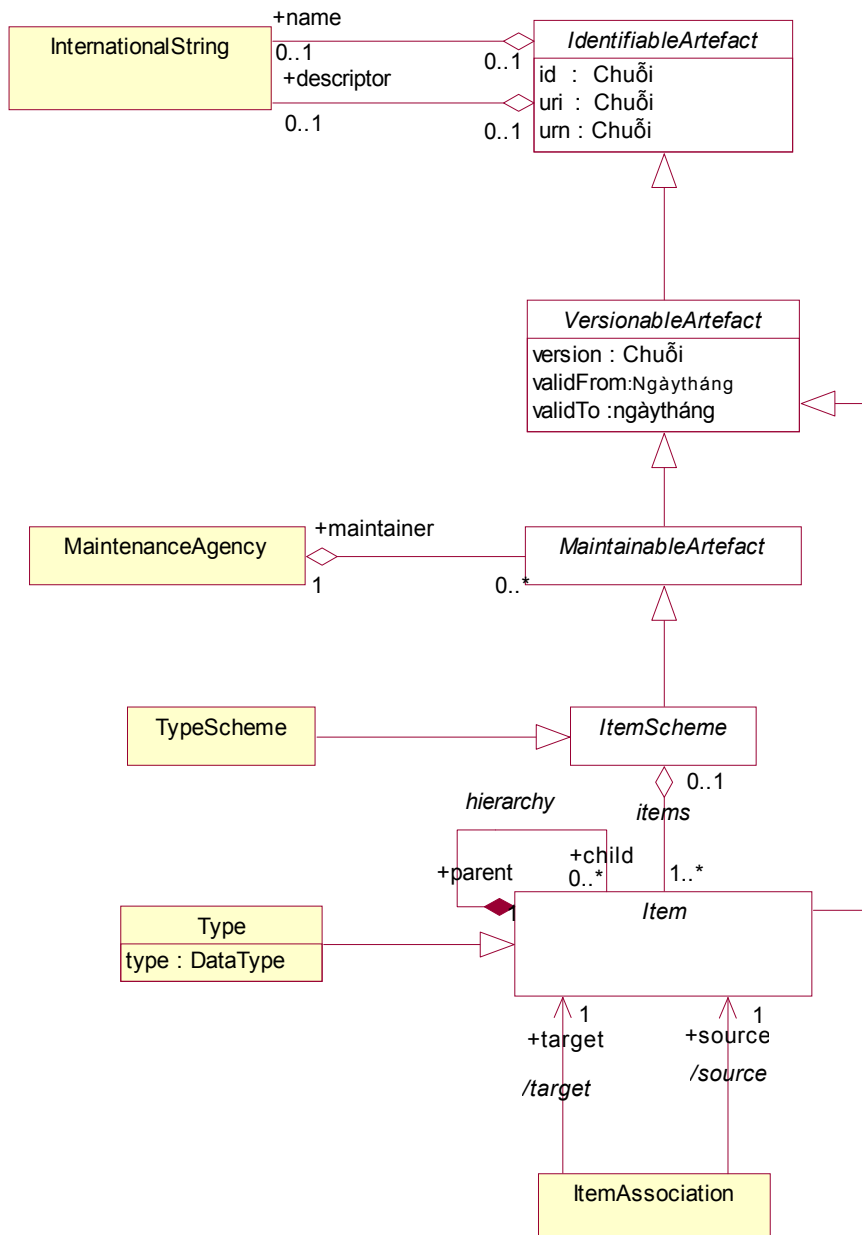 +name
InternationalString
0..1
0..1
IdentifiableArtefact
+descriptor
id : Chuỗi
uri : Chuỗi
urn : Chuỗi
0..1
0..1
VersionableArtefact
version : Chuỗi
validFrom:Ngàytháng
validTo :ngàytháng
+maintainer
MaintenanceAgency
MaintainableArtefact
1
0..*
TypeScheme
ItemScheme
0..1
hierarchy
items
+child
+parent
0..*
1..*
1
Item
Type
type : DataType
1
1
+target
+source
/target
/source
ItemAssociation